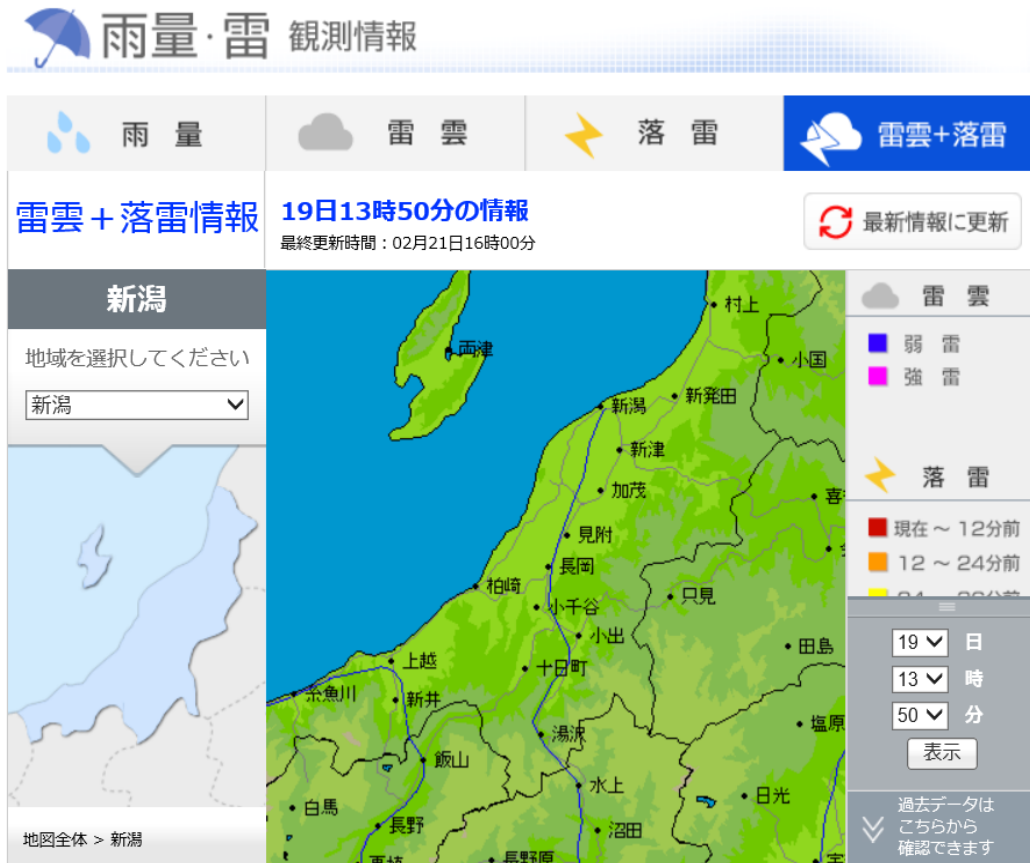 雨量・雷 観測情報
雨 量
雷 雲
落 雷
雷雲+落雷
雷雲+落雷情報
19日13時50分の情報
最終更新時間：02月21日16時00分
最新情報に更新
新潟
地域を選択してください
新潟
地図全体 > 新潟
村上
両津
小国
新発田
新潟
新津
加茂
見附
長岡
柏崎
小千谷
只見
小出
田島
上越
十日町
糸魚川
新井
塩原
湯沢
飯山
水上
日光
白馬
長野
沼田
長野原
雷 雲
弱 雷
強 雷
落 雷
現在 ～ 12分前
12 ～ 24分前
19 日
13 時
50 分
表示
過去データは
こちらから
確認できます